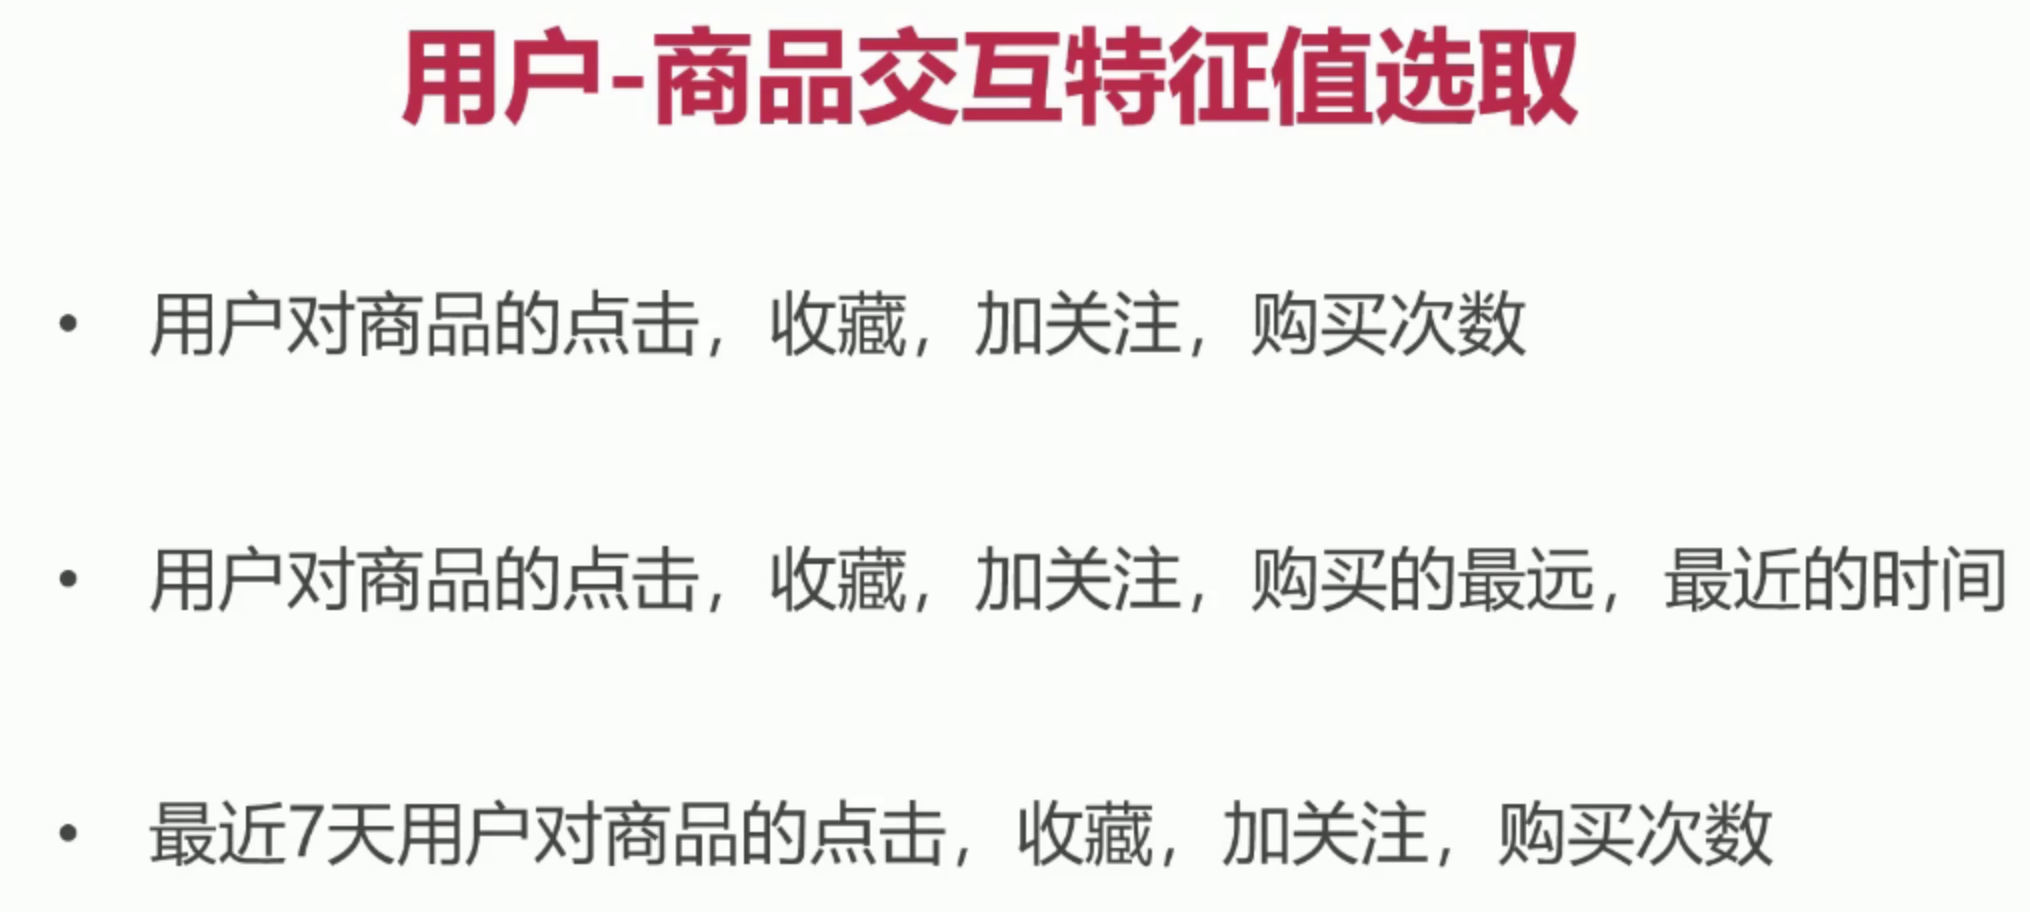 用户-商品交互特征值选取
• 用户对商品的点击，收藏，加关注，购买次数
• 用户对商品的点击，收藏，加关注，购买的最远，最近的时间
• 最近7天用户对商品的点击，收藏，加关注，购买次数